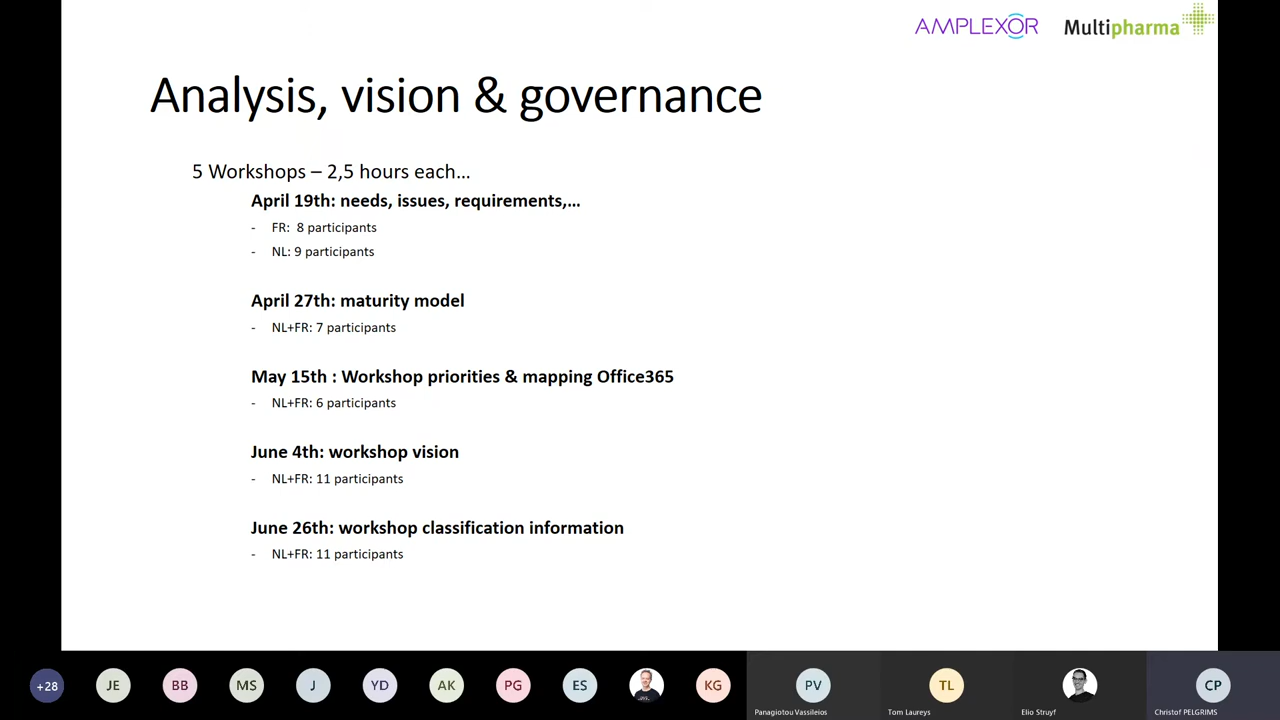 AMPLEXOR
Multipharma
Analysis, vision & governance
5 Workshops – 2,5 hours each…
April 19th: needs, issues, requirements,…
- FR:  8 participants
- NL: 9 participants
April 27th: maturity model
- NL+FR: 7 participants
May 15th : Workshop priorities & mapping Office365
- NL+FR: 6 participants
June 4th: workshop vision
- NL+FR: 11 participants
June 26th: workshop classification information
- NL+FR: 11 participants
+28
JE
BB
MS
J
YD
AK
PG
ES
KG
PV
TL
CP
Panagiotou Vassileios
Tom Laureys
Elio Struyf
Christof PELGRIMS